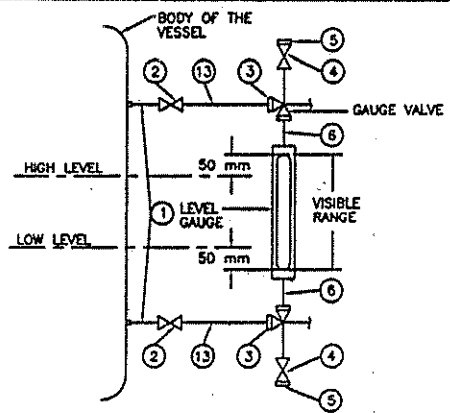 BODY OF THE
VESSEL
5
2
13
3
4
GAUGE VALVE
6
HIGH LEVEL
50 mm
1
LEVEL
GAUGE
VISIBLE
RANGE
LOW LEVEL
50 mm
6
2
13
3
4
5